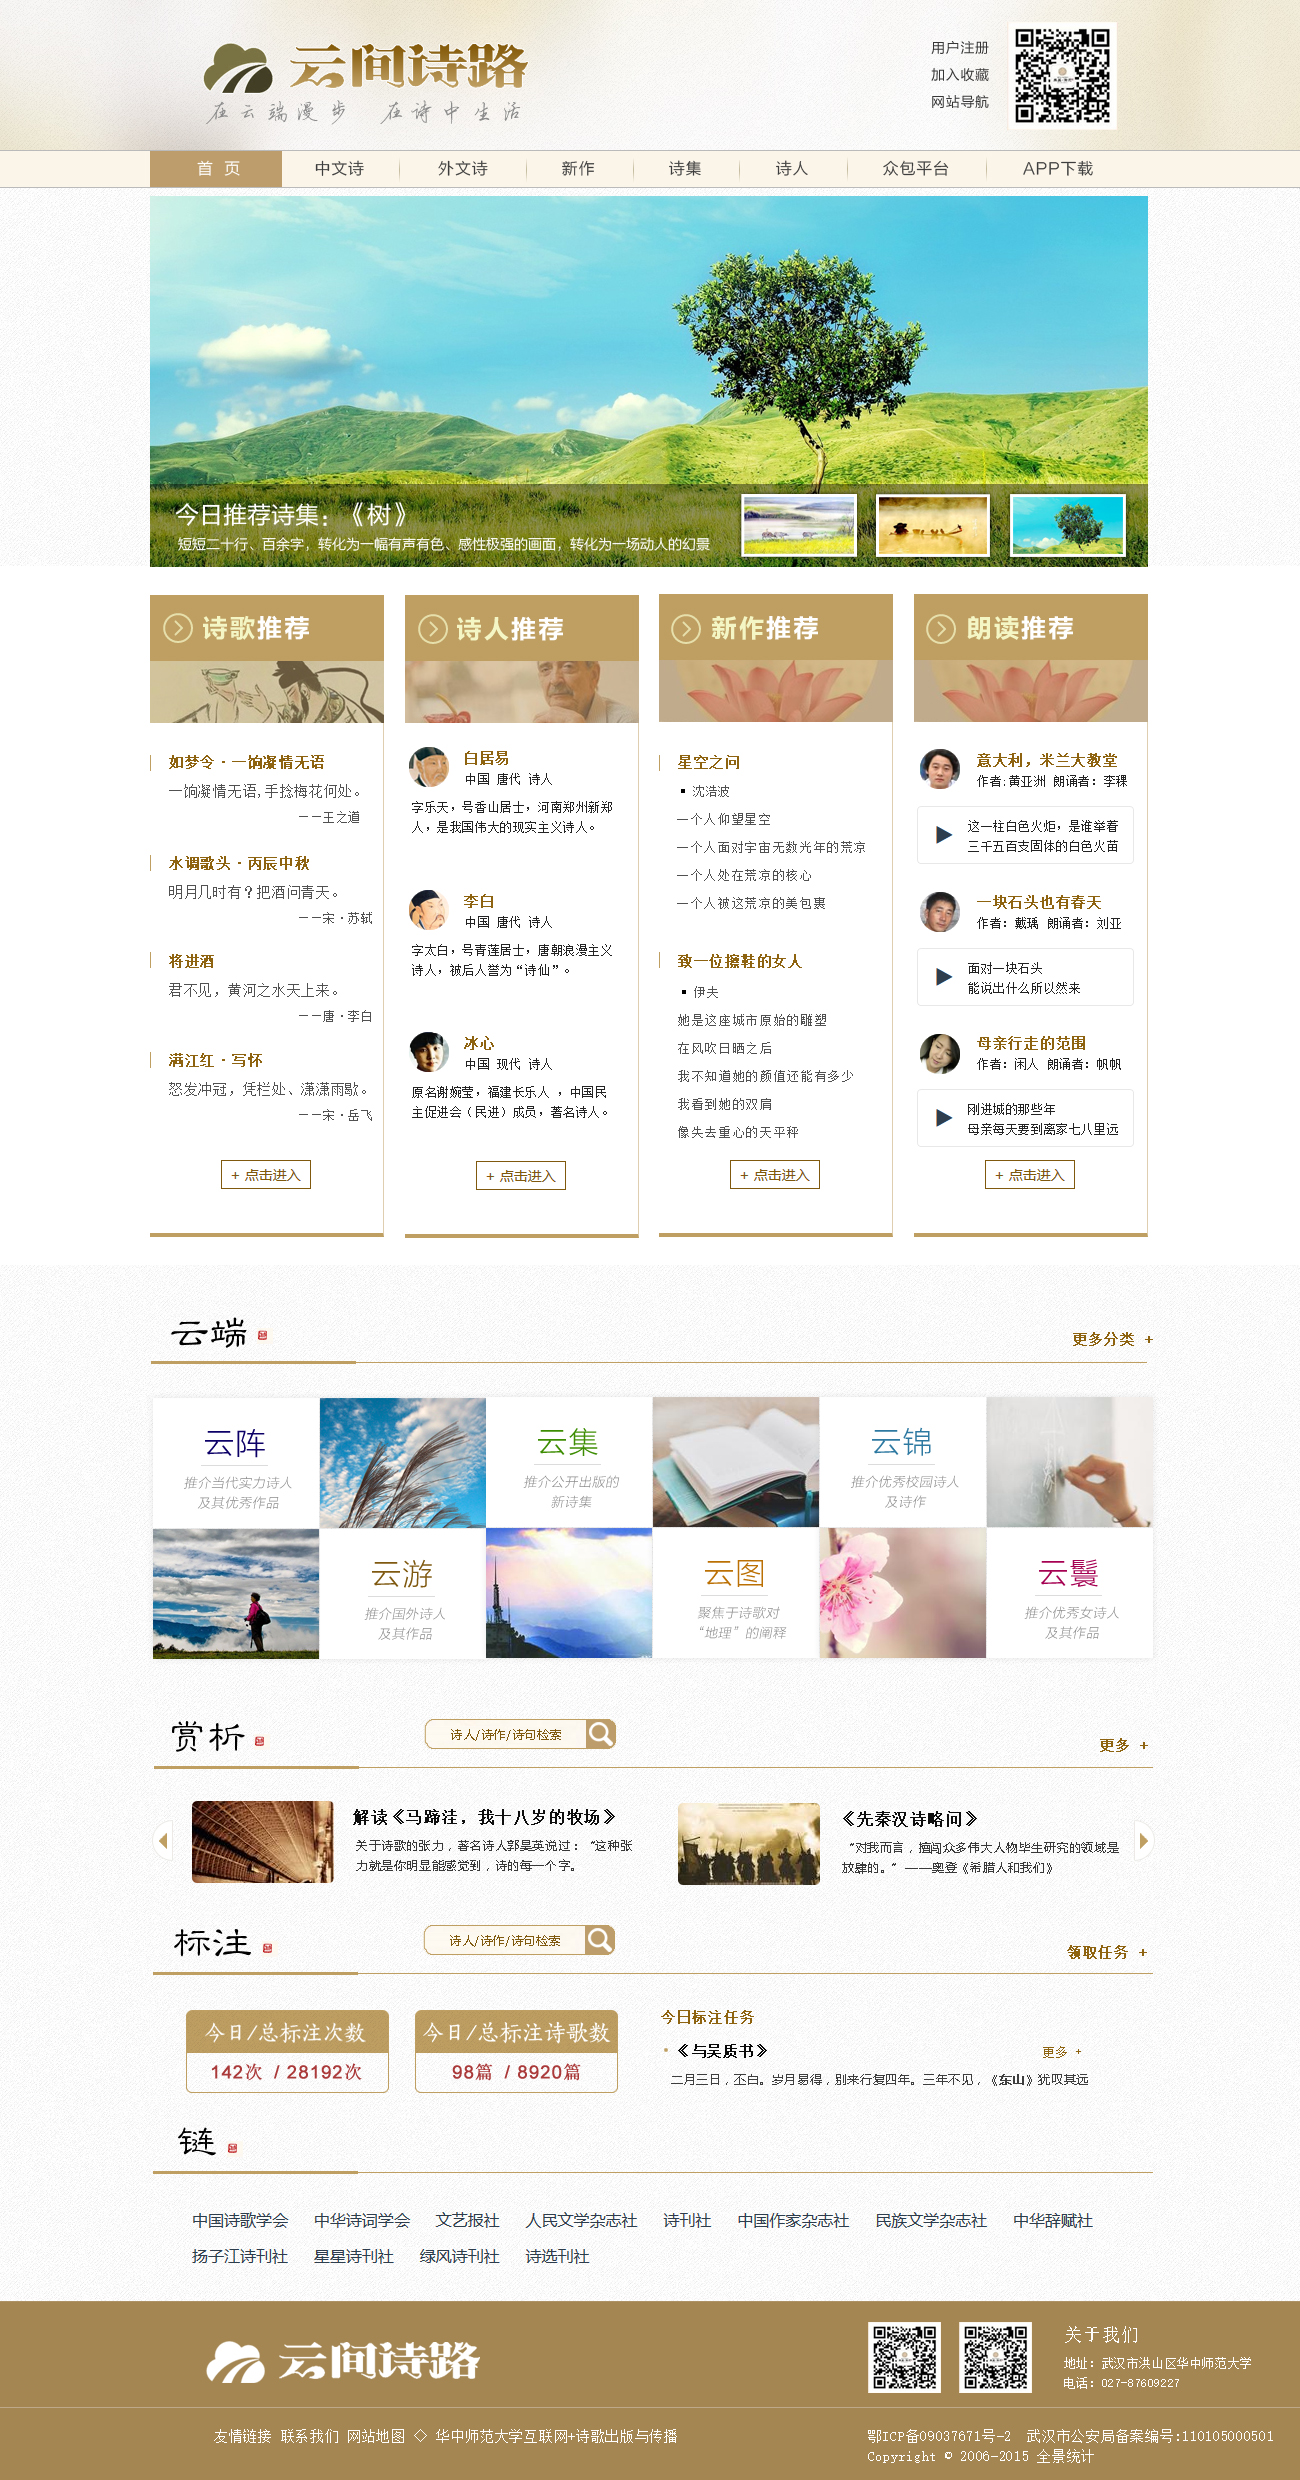 云间诗路
在云端漫步 在诗中生活
用户注册
加入收藏
网站导航
首 页 中文诗 外文诗 新作 诗集 诗人 众包平台 APP下载
今日推荐诗集：《树》
短短二十行、百余字，转化为一幅有声有色、感性极强的画面，转化为一场动人的幻景
诗歌推荐
如梦令·一饷凝情无语
一饷凝情无语,手捻梅花何处。
——王之道
水调歌头·丙辰中秋
明月几时有？把酒问青天。
——宋·苏轼
将进酒
君不见，黄河之水天上来。
——唐·李白
满江红·写怀
怒发冲冠，凭栏处、潇潇雨歇。
——宋·岳飞
+ 点击进入
诗人推荐
白居易
中国 唐代 诗人
字乐天，号香山居士，河南郑州新郑
人，是我国伟大的现实主义诗人。
李白
中国 唐代 诗人
字太白，号青莲居士，唐朝浪漫主义
诗人，被后人誉为“诗仙”。
冰心
中国 现代 诗人
原名谢婉莹，福建长乐人 ，中国民
主促进会（民进）成员，著名诗人。
+ 点击进入
新作推荐
星空之问
▪ 沈浩波
一个人仰望星空
一个人面对宇宙无数光年的荒凉
一个人处在荒凉的核心
一个人被这荒凉的美包裹
致一位擦鞋的女人
▪ 伊夫
她是这座城市原始的雕塑
在风吹日晒之后
我不知道她的颜值还能有多少
我看到她的双肩
像失去重心的天平秤
+ 点击进入
朗读推荐
意大利，米兰大教堂
作者:黄亚洲 朗诵者：李稞
这一柱白色火炬，是谁举着
三千五百支固体的白色火苗
一块石头也有春天
作者：戴瑀 朗诵者：刘亚
面对一块石头
能说出什么所以然来
母亲行走的范围
作者：闲人 朗诵者：帆帆
刚进城的那些年
母亲每天要到离家七八里远
+ 点击进入
云端
更多分类 +
云阵
推介当代实力诗人
及其优秀作品
云集
推介公开出版的
新诗集
云锦
推介优秀校园诗人
及诗作
云游
推介国外诗人
及其作品
云图
聚焦于诗歌对
“地理”的阐释
云鬟
推介优秀女诗人
及其作品
赏析
诗人/诗作/诗句检索
更多 +
解读《马蹄洼，我十八岁的牧场》
关于诗歌的张力，著名诗人郭昊英说过：“这种张
力就是你明显能感觉到，诗的每一个字。
《先秦汉诗略问》
“对我而言，擅闯众多伟大人物毕生研究的领域是
放肆的。”——奥登《希腊人和我们》
标注
诗人/诗作/诗句检索
领取任务 +
今日/总标注次数
142次 / 28192次
今日/总标注诗歌数
98篇 / 8920篇
今日标注任务
《与吴质书》
更多 +
二月三日，丕白。岁月易得，别来行复四年。三年不见，《东山》犹叹其远
链
中国诗歌学会 中华诗词学会 文艺报社 人民文学杂志社 诗刊社 中国作家杂志社 民族文学杂志社 中华辞赋社
扬子江诗刊社 星星诗刊社 绿风诗刊社 诗选刊社
云间诗路
关于我们
地址：武汉市洪山区华中师范大学
电话：027-87609227
友情链接 联系我们 网站地图 ◇ 华中师范大学互联网+诗歌出版与传播
鄂ICP备09037671号-2 武汉市公安局备案编号:110105000501
Copyright © 2006-2015 全景统计